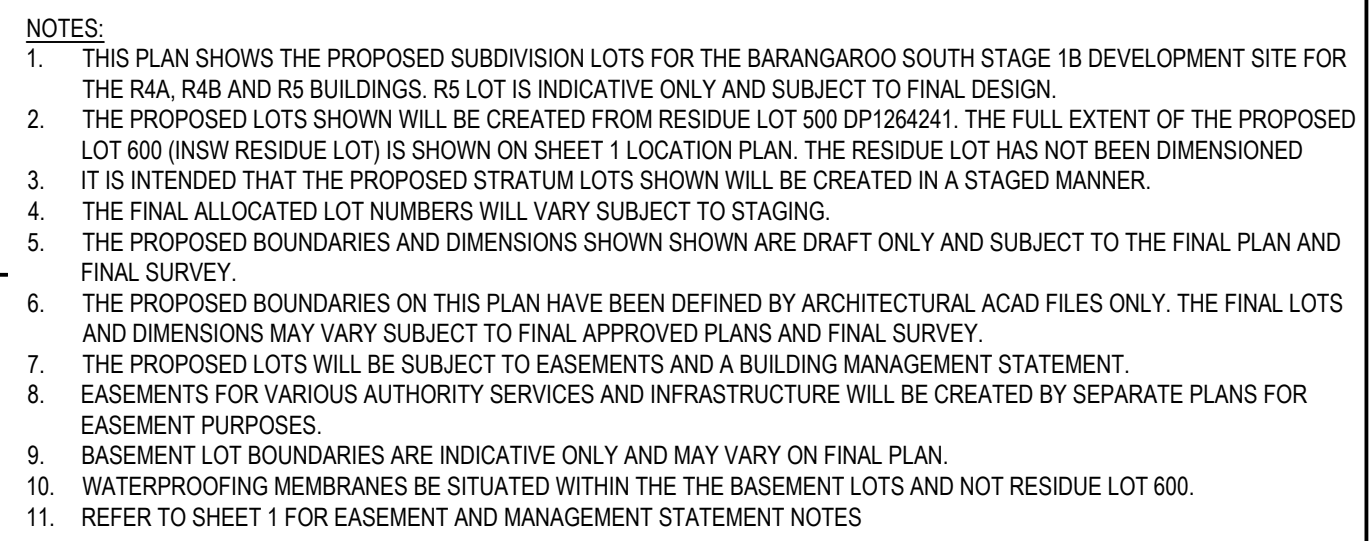 NOTES:
1. THIS PLAN SHOWS THE PROPOSED SUBDIVISION LOTS FOR THE BARANGAROO SOUTH STAGE 1B DEVELOPMENT SITE FOR
THE R4A, R4B AND R5 BUILDINGS. R5 LOT IS INDICATIVE ONLY AND SUBJECT TO FINAL DESIGN.
2. THE PROPOSED LOTS SHOWN WILL BE CREATED FROM RESIDUE LOT 500 DP1264241. THE FULL EXTENT OF THE PROPOSED
LOT 600 (INSW RESIDUE LOT) IS SHOWN ON SHEET 1 LOCATION PLAN. THE RESIDUE LOT HAS NOT BEEN DIMENSIONED
3. IT IS INTENDED THAT THE PROPOSED STRATUM LOTS SHOWN WILL BE CREATED IN A STAGED MANNER.
4. THE FINAL ALLOCATED LOT NUMBERS WILL VARY SUBJECT TO STAGING.
5. THE PROPOSED BOUNDARIES AND DIMENSIONS SHOWN SHOWN ARE DRAFT ONLY AND SUBJECT TO THE FINAL PLAN AND
FINAL SURVEY.
6. THE PROPOSED BOUNDARIES ON THIS PLAN HAVE BEEN DEFINED BY ARCHITECTURAL ACAD FILES ONLY. THE FINAL LOTS
AND DIMENSIONS MAY VARY SUBJECT TO FINAL APPROVED PLANS AND FINAL SURVEY.
7. THE PROPOSED LOTS WILL BE SUBJECT TO EASEMENTS AND A BUILDING MANAGEMENT STATEMENT.
8. EASEMENTS FOR VARIOUS AUTHORITY SERVICES AND INFRASTRUCTURE WILL BE CREATED BY SEPARATE PLANS FOR
EASEMENT PURPOSES.
9. BASEMENT LOT BOUNDARIES ARE INDICATIVE ONLY AND MAY VARY ON FINAL PLAN.
10. WATERPROOFING MEMBRANES BE SITUATED WITHIN THE THE BASEMENT LOTS AND NOT RESIDUE LOT 600.
11. REFER TO SHEET 1 FOR EASEMENT AND MANAGEMENT STATEMENT NOTES